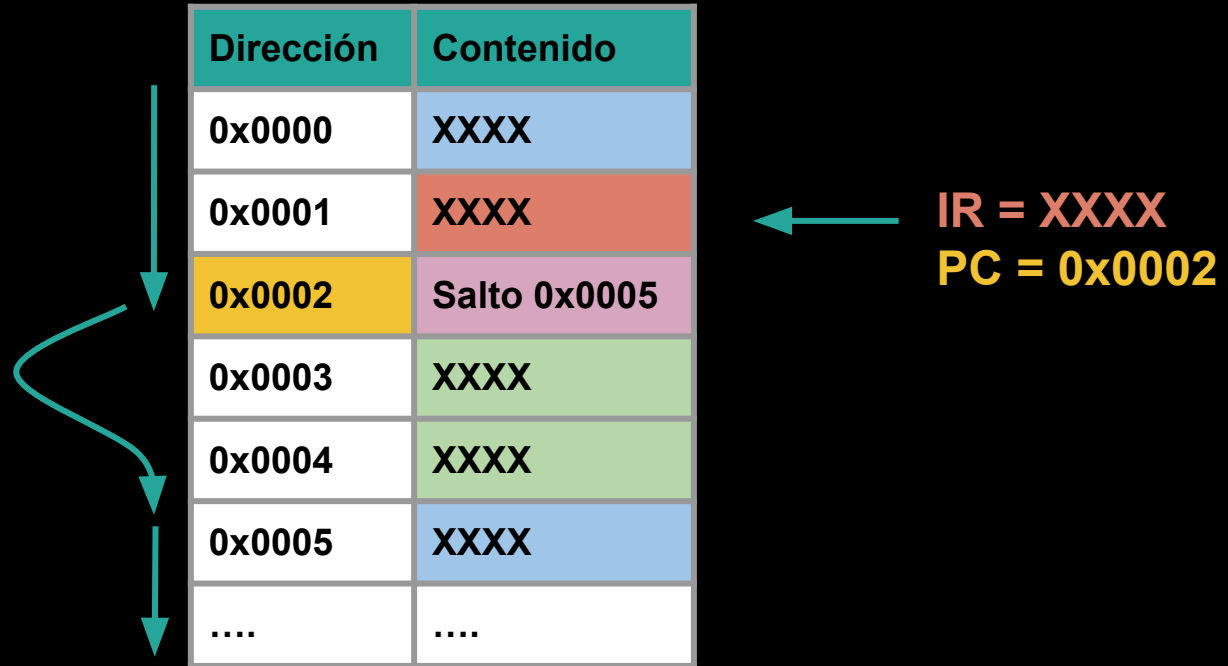 Dirección Contenido
0x0000 XXXX
0x0001 XXXX
0x0002 Salto 0x0005
0x0003 XXXX
0x0004 XXXX
0x0005 XXXX
.... ....
IR = XXXX
PC = 0x0002